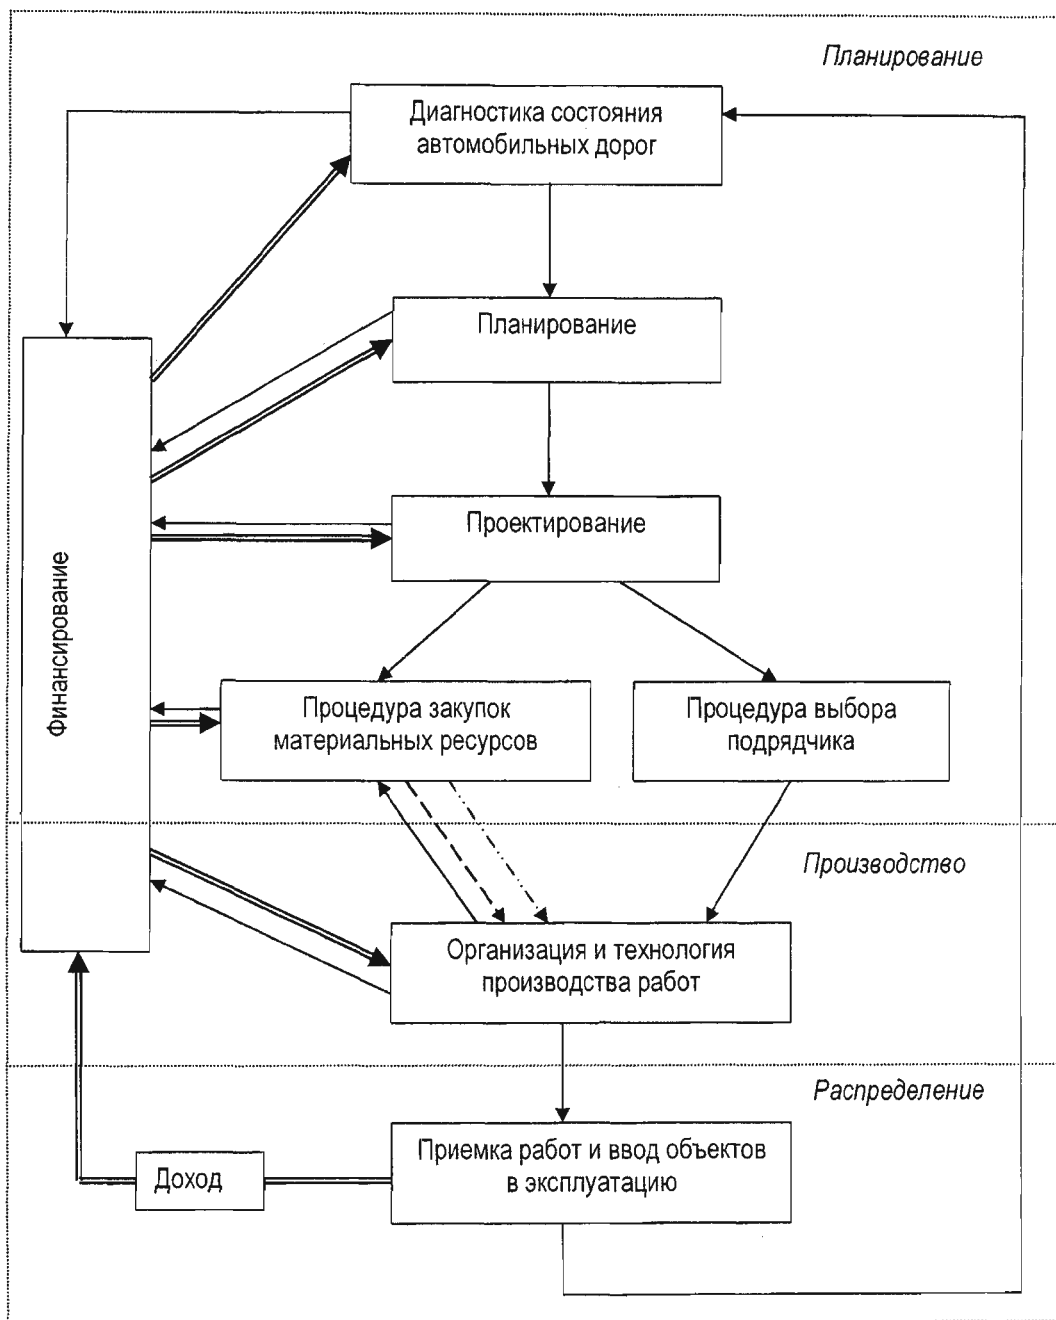 Планирование
Диагностика состояния
автомобильных дорог
Планирование
Проектирование
Финансирование
Процедура закупок
материальных ресурсов
Процедура выбора
подрядчика
Производство
Организация и технология
производства работ
Распределение
Приемка работ и ввод объектов
в эксплуатацию
Доход